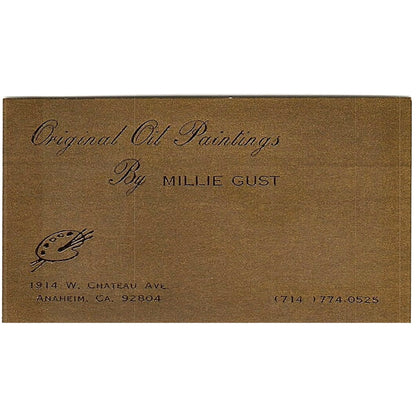 Original Oil Paintings
By MILLIE GUST
1914 W. CHATEAU AVE.
ANAHEIM, CA. 92804
(714) 774-0525